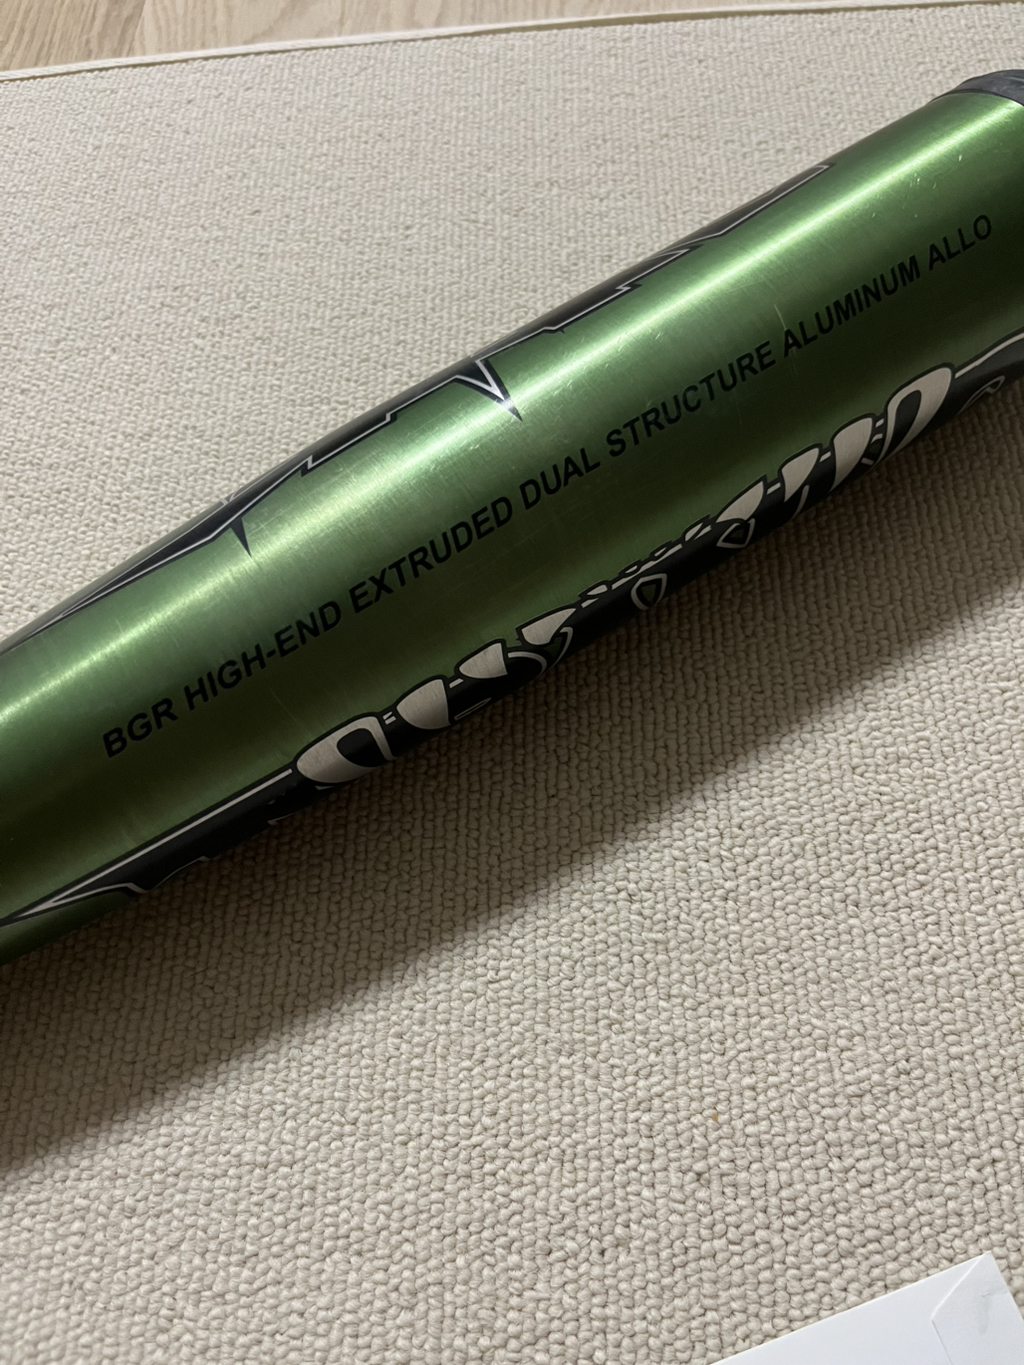 BGR HIGH-END EXTRUDED DUAL STRUCTURE ALUMINUM ALLO